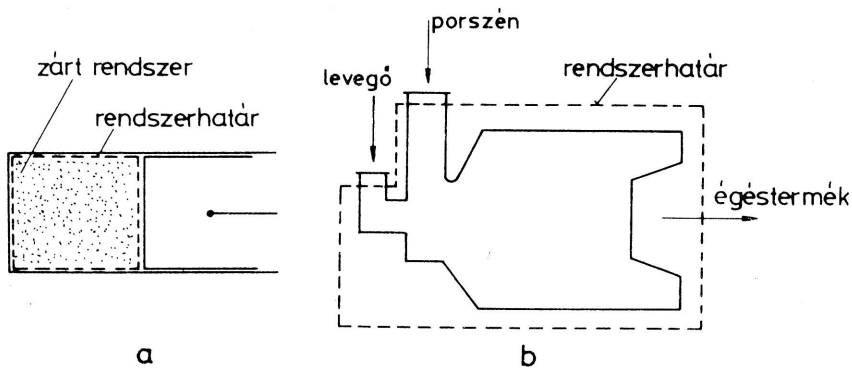 zárt rendszer
rendszerhatár
a
porszén
levegő
rendszerhatár
égéstermék
b